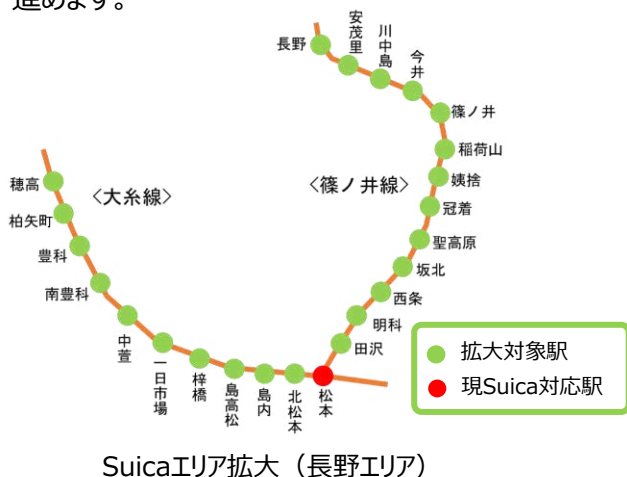 進めます。
長野
安茂里
川中島
今井
篠ノ井
稲荷山
姨捨
冠着
聖高原
坂北
西条
明科
田沢
<篠ノ井線>
<大糸線>
穂高
柏矢町
豊科
南豊科
中萱
一日市場
梓橋
島高松
島内
北松本
松本
拡大対象駅
現Suica対応駅
Suicaエリア拡大（長野エリア）